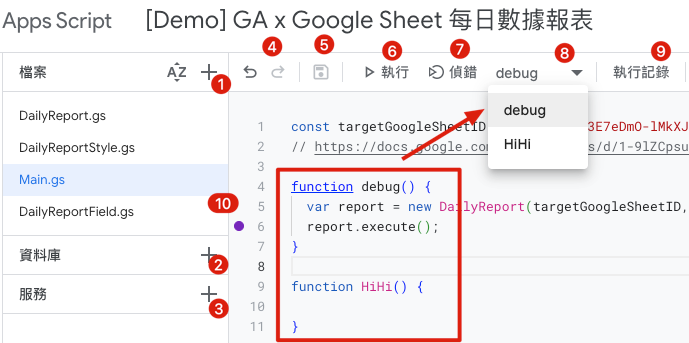 Apps Script [Demo] GA x Google Sheet 每日數據報表
檔案 AZ 1
4 5 6 執行 7 偵錯 debug 8 執行記錄 9
debug
HiHi
DailyReport.gs
DailyReportStyle.gs
Main.gs
DailyReportField.gs
10
資料庫 2
服務 3
1 const targetGoogleSheetID 3E7eDmO-lMkXJ
2 // https://docs.google.com s/d/1-9lZCpsu
3
4 function debug() {
5 var report = new DailyReport(targetGoogleSheetID,
6 report.execute();
7 }
8
9 function HiHi() {
10
11 }